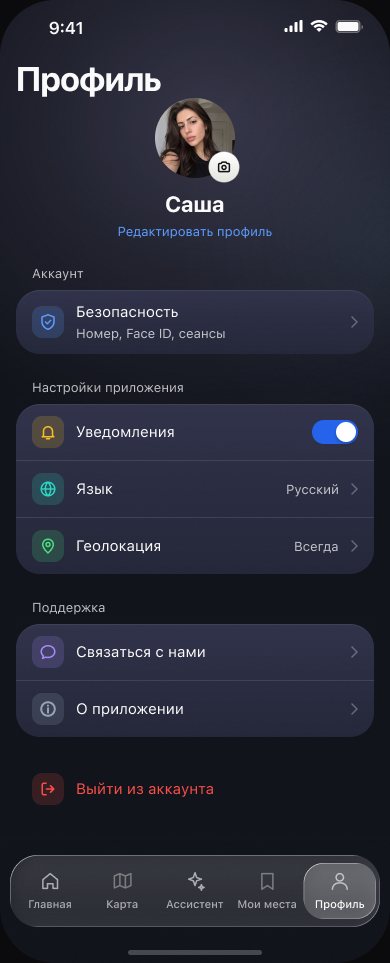 9:41
Профиль
Саша
Редактировать профиль
Аккаунт
Безопасность
Номер, Face ID, сеансы
Настройки приложения
Уведомления
Язык Русский
Геолокация Всегда
Поддержка
Связаться с нами
О приложении
Выйти из аккаунта
Главная Карта Ассистент Мои места Профиль